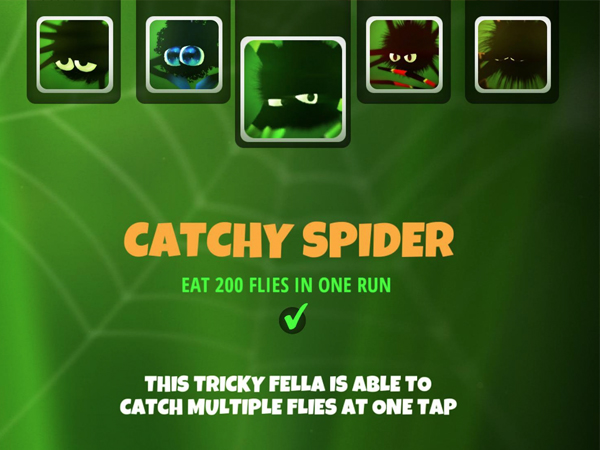 CATCHY SPIDER
EAT 200 FLIES IN ONE RUN
THIS TRICKY FELLA IS ABLE TO
CATCH MULTIPLE FLIES AT ONE TAP